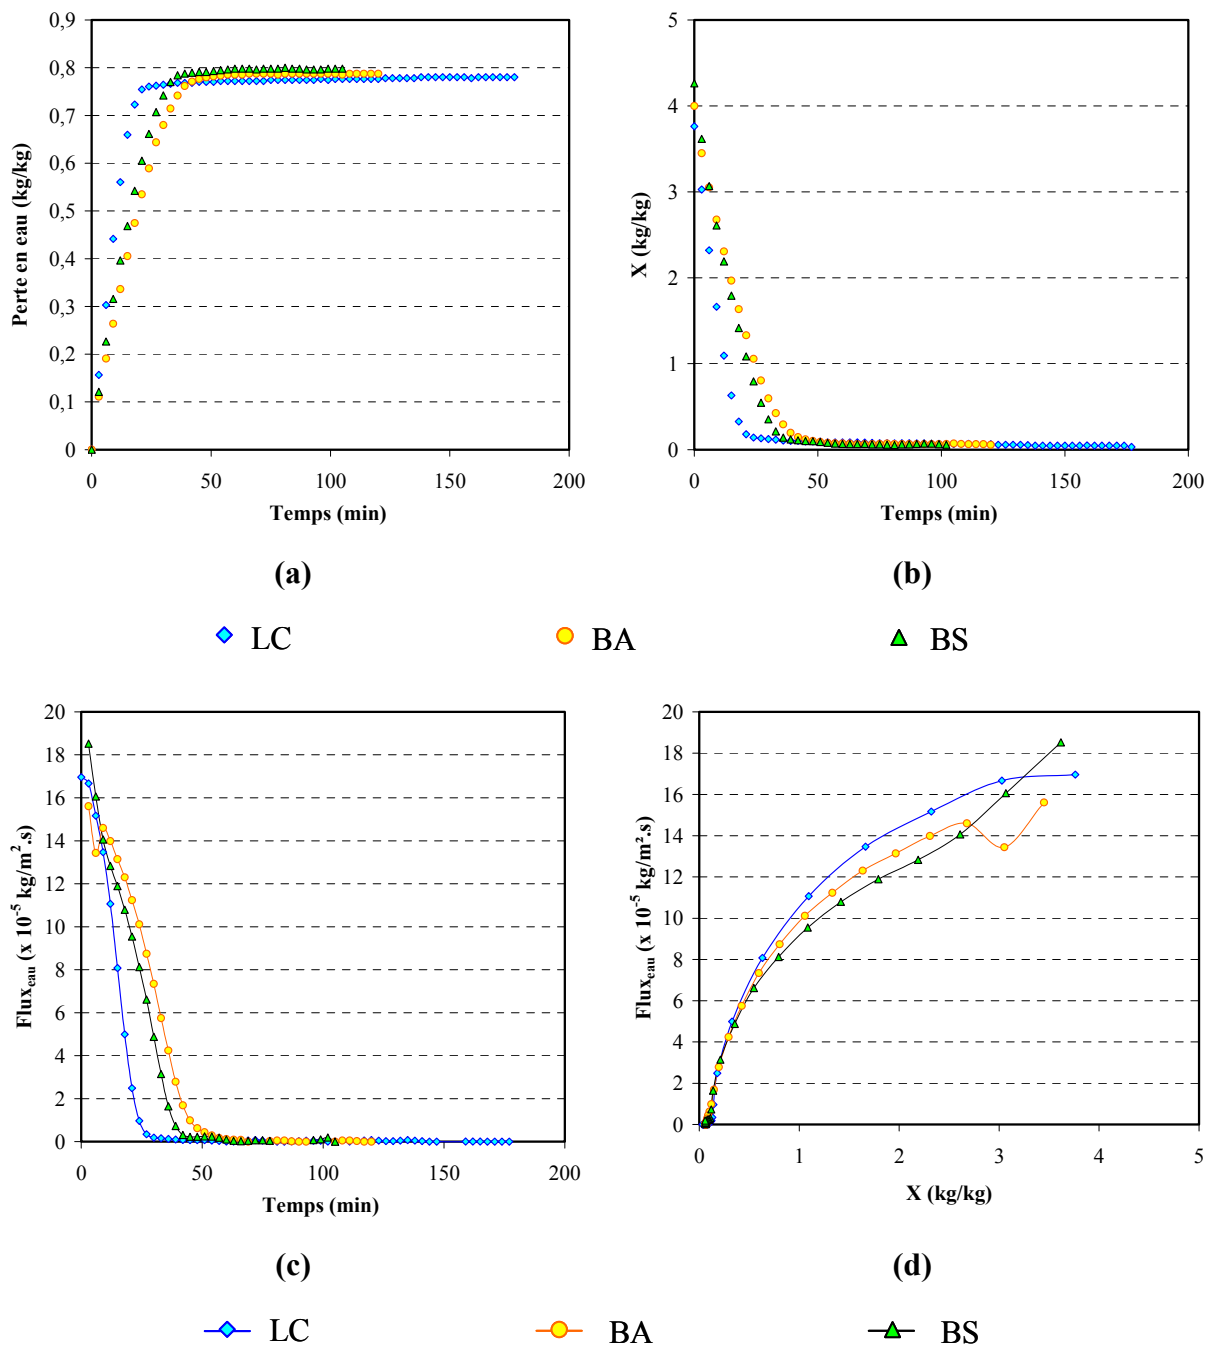 0,9
0,8
0,7
0,6
0,5
0,4
0,3
0,2
0,1
0
Perte en eau (kg/kg)
0 50 100 150 200
Temps (min)
(a)
5
4
3
2
1
0
X (kg/kg)
0 50 100 150 200
Temps (min)
(b)
LC BA BS
20
18
16
14
12
10
8
6
4
2
0
Flux_eau (x 10⁻⁵ kg/m².s)
0 50 100 150 200
Temps (min)
(c)
20
18
16
14
12
10
8
6
4
2
0
Flux_eau (x 10⁻⁵ kg/m².s)
0 1 2 3 4 5
X (kg/kg)
(d)
LC BA BS